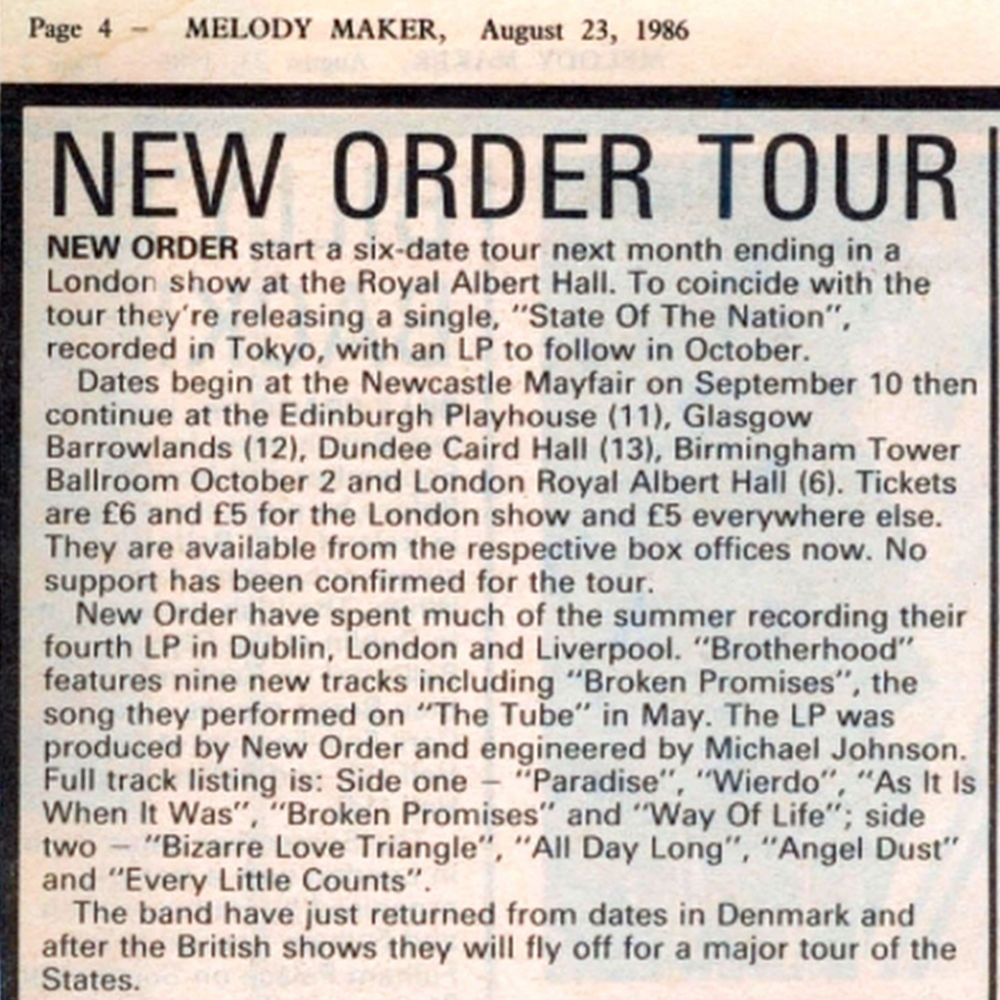 Page 4 – MELODY MAKER, August 23, 1986
NEW ORDER TOUR
NEW ORDER start a six-date tour next month ending in a
London show at the Royal Albert Hall. To coincide with the
tour they're releasing a single, "State Of The Nation",
recorded in Tokyo, with an LP to follow in October.
Dates begin at the Newcastle Mayfair on September 10 then
continue at the Edinburgh Playhouse (11), Glasgow
Barrowlands (12), Dundee Caird Hall (13), Birmingham Tower
Ballroom October 2 and London Royal Albert Hall (6). Tickets
are £6 and £5 for the London show and £5 everywhere else.
They are available from the respective box offices now. No
support has been confirmed for the tour.
New Order have spent much of the summer recording their
fourth LP in Dublin, London and Liverpool. "Brotherhood"
features nine new tracks including "Broken Promises", the
song they performed on "The Tube" in May. The LP was
produced by New Order and engineered by Michael Johnson.
Full track listing is: Side one – "Paradise", "Wierdo", "As It Is
When It Was", "Broken Promises" and "Way Of Life"; side
two – "Bizarre Love Triangle", "All Day Long", "Angel Dust"
and "Every Little Counts".
The band have just returned from dates in Denmark and
after the British shows they will fly off for a major tour of the
States.